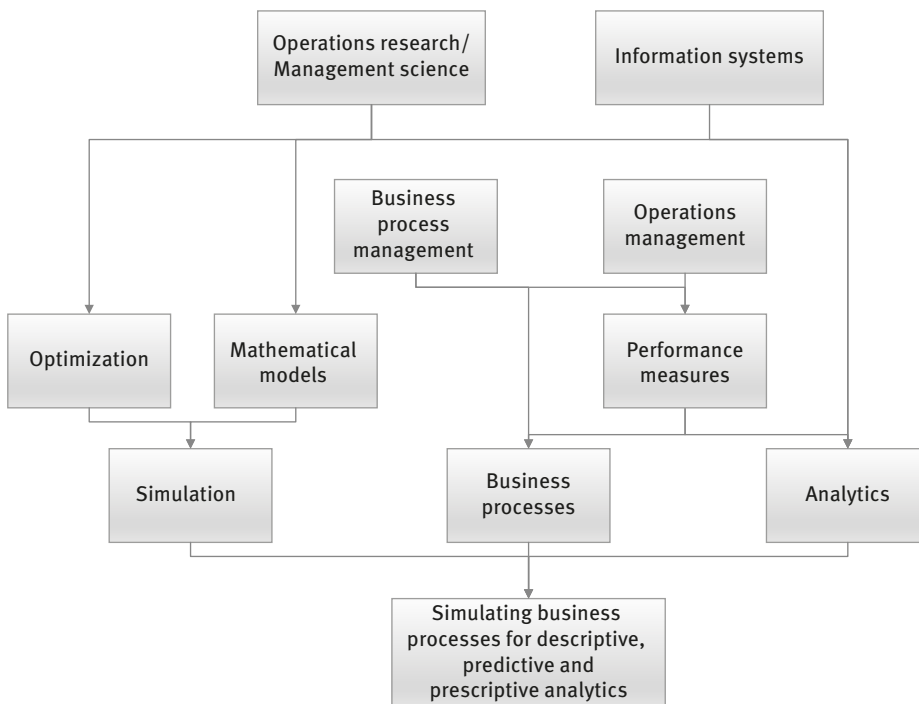 Operations research/
Management science
Information systems
Business
process
management
Operations
management
Optimization
Mathematical
models
Performance
measures
Simulation
Business
processes
Analytics
Simulating business
processes for descriptive,
predictive and
prescriptive analytics